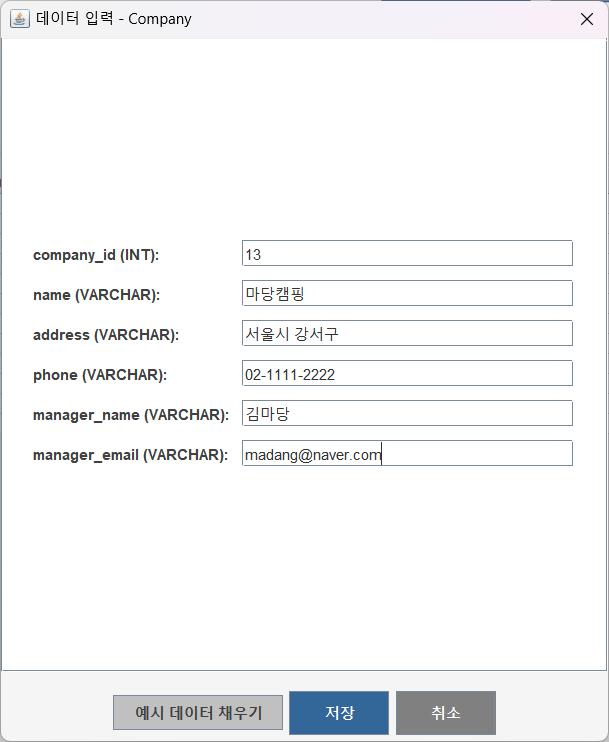 데이터 입력 - Company
company_id (INT): 13
name (VARCHAR): 마당캠핑
address (VARCHAR): 서울시 강서구
phone (VARCHAR): 02-1111-2222
manager_name (VARCHAR): 김마당
manager_email (VARCHAR): madang@naver.com
예시 데이터 채우기 저장 취소